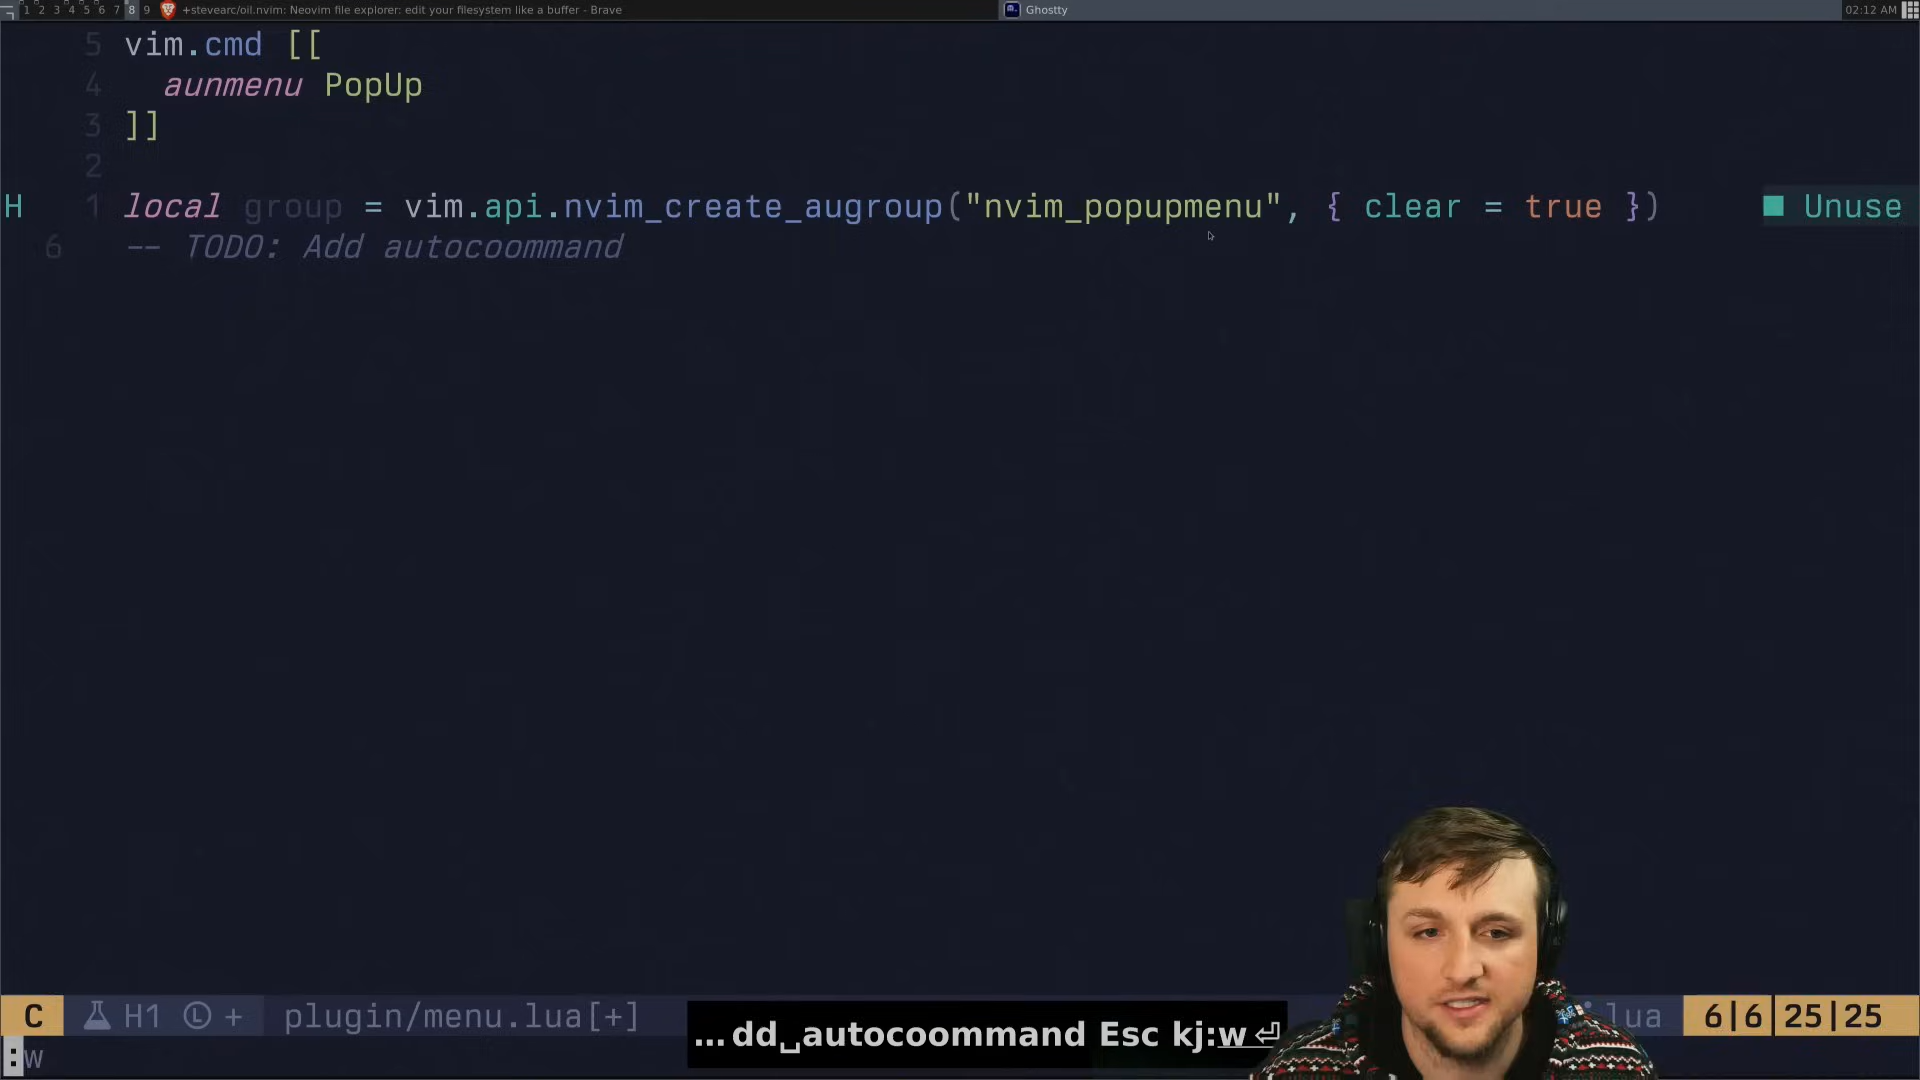 1 2 3 4 5 6 7 8 9 +stevearc/oil.nvim: Neovim file explorer: edit your filesystem like a buffer - Brave Ghostty 02:12 AM
5 vim.cmd [[
4 aunmenu PopUp
3 ]]
2
H 1 local group = vim.api.nvim_create_augroup("nvim_popupmenu", { clear = true }) ■ Unuse
6 -- TODO: Add autocoommand
C H1 L + plugin/menu.lua[+] lua 6|6 25|25
…dd␣autocoommand Esc kj:w⏎
:w